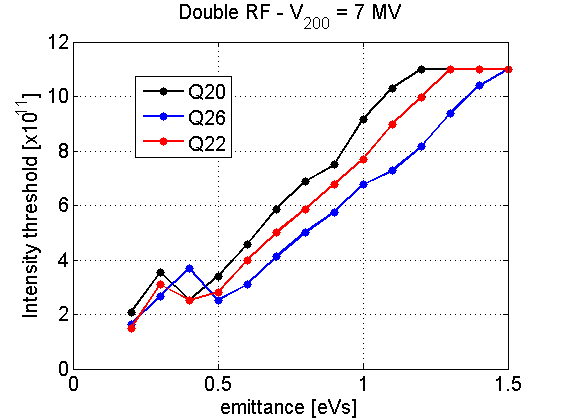 Double RF - V200 = 7 MV
12
10
8
6
4
2
0
Intensity threshold [x10^11]
Q20
Q26
Q22
0
0.5
1
1.5
emittance [eVs]